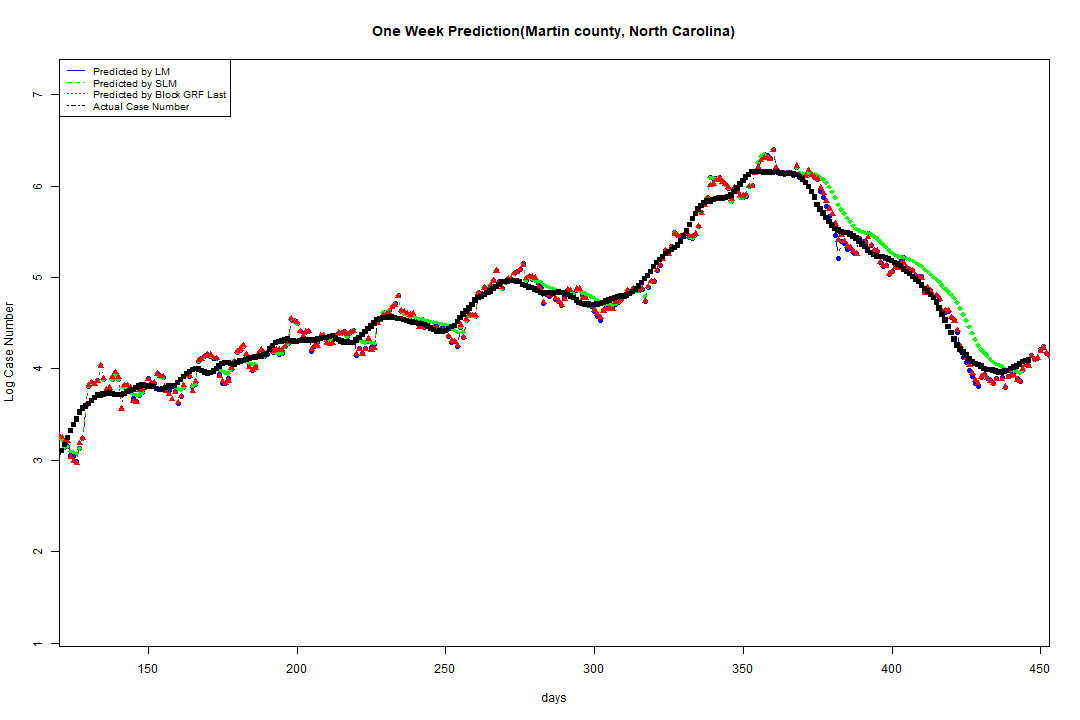 One Week Prediction(Martin county, North Carolina)
Predicted by LM
Predicted by SLM
Predicted by Block GRF Last
Actual Case Number
7
6
5
4
3
2
1
Log Case Number
150 200 250 300 350 400 450
days